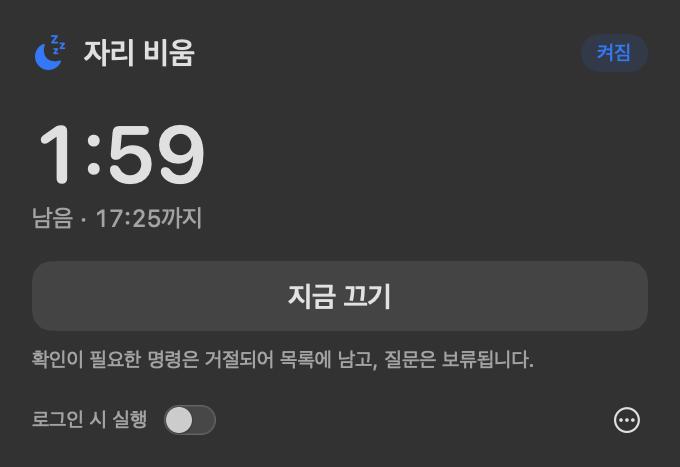 자리 비움
켜짐
1:59
남음 · 17:25까지
지금 끄기
확인이 필요한 명령은 거절되어 목록에 남고, 질문은 보류됩니다.
로그인 시 실행